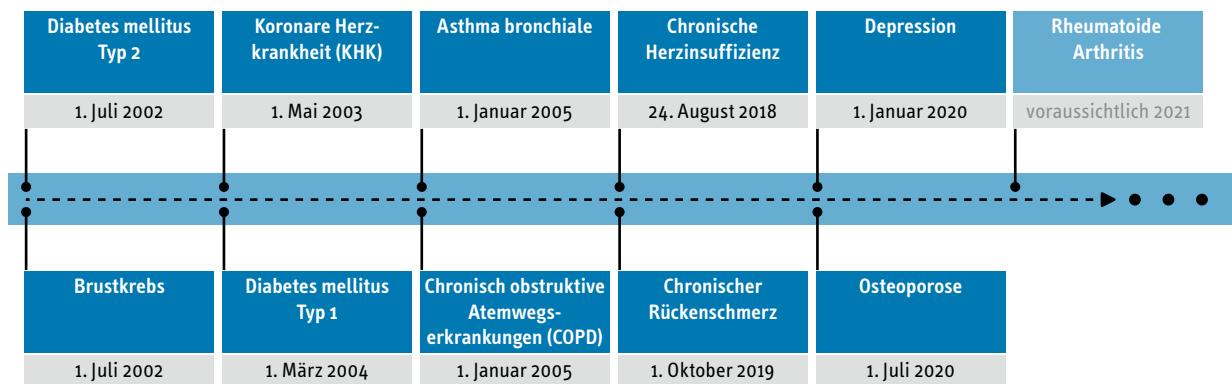 Diabetes mellitus
Typ 2
1. Juli 2002
Koronare Herz-
krankheit (KHK)
1. Mai 2003
Asthma bronchiale
1. Januar 2005
Chronische
Herzinsuffizienz
24. August 2018
Depression
1. Januar 2020
Rheumatoide
Arthritis
voraussichtlich 2021
Brustkrebs
1. Juli 2002
Diabetes mellitus
Typ 1
1. März 2004
Chronisch obstruktive
Atemwegs-
erkrankungen (COPD)
1. Januar 2005
Chronischer
Rückenschmerz
1. Oktober 2019
Osteoporose
1. Juli 2020